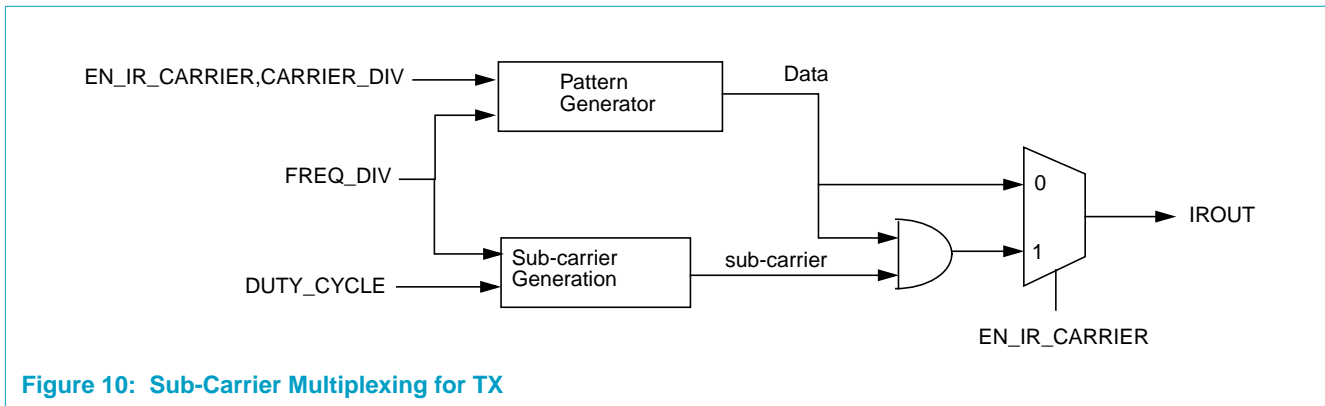 EN_IR_CARRIER,CARRIER_DIV
Pattern
Generator
Data
FREQ_DIV
0
IROUT
1
Sub-carrier
Generation
sub-carrier
DUTY_CYCLE
EN_IR_CARRIER
Figure 10: Sub-Carrier Multiplexing for TX